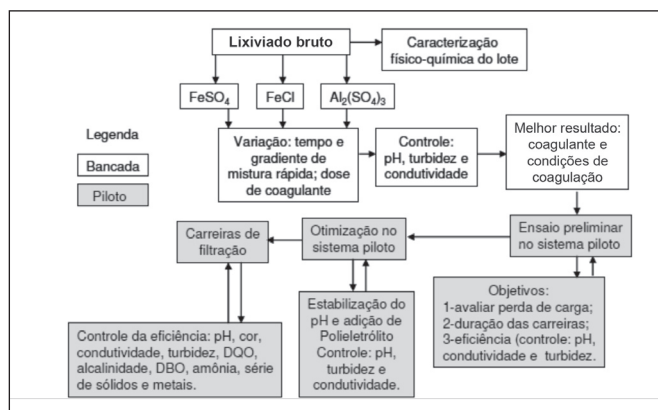 Lixiviado bruto
Caracterização
físico-química do lote
FeSO4
FeCl
Al2(SO4)3
Legenda
Bancada
Piloto
Variação: tempo e
gradiente de
mistura rápida; dose
de coagulante
Controle:
pH, turbidez e
condutividade
Melhor resultado:
coagulante e
condições de
coagulação
Carreiras de
filtração
Otimização no
sistema piloto
Ensaio preliminar
no sistema piloto
Controle da eficiência: pH, cor,
condutividade, turbidez, DQO,
alcalinidade, DBO, amônia, série
de sólidos e metais.
Estabilização do
pH e adição de
Polieletrólito
Controle: pH,
turbidez e
condutividade.
Objetivos:
1-avaliar perda de carga;
2-duração das carreiras;
3-eficiência (controle: pH,
condutividade e turbidez.